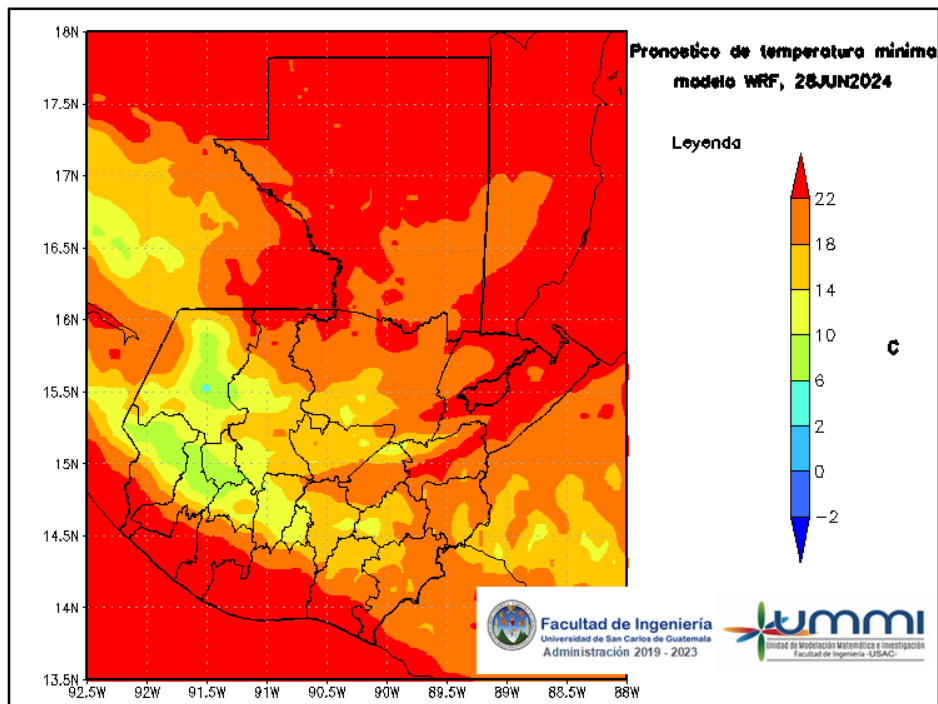 Pronostico de temperatura minima
modelo WRF, 28JUN2024
Leyenda
22
18
14
10
6
2
0
−2
C
18N
17.5N
17N
16.5N
16N
15.5N
15N
14.5N
14N
13.5N
92.5W 92W 91.5W 91W 90.5W 90W 89.5W 89W 88.5W 88W
Facultad de Ingeniería
Universidad de San Carlos de Guatemala
Administración 2019 - 2023
ummi
Unidad de Modelación Matemática e Investigación
Facultad de Ingeniería -USAC-